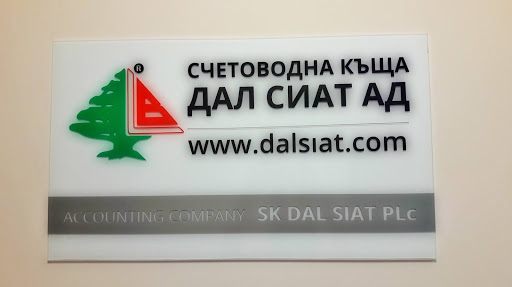 ®
СЧЕТОВОДНА КЪЩА
ДАЛ СИАТ АД
www.dalsiat.com
ACCOUNTING COMPANY SK DAL SIAT PLc